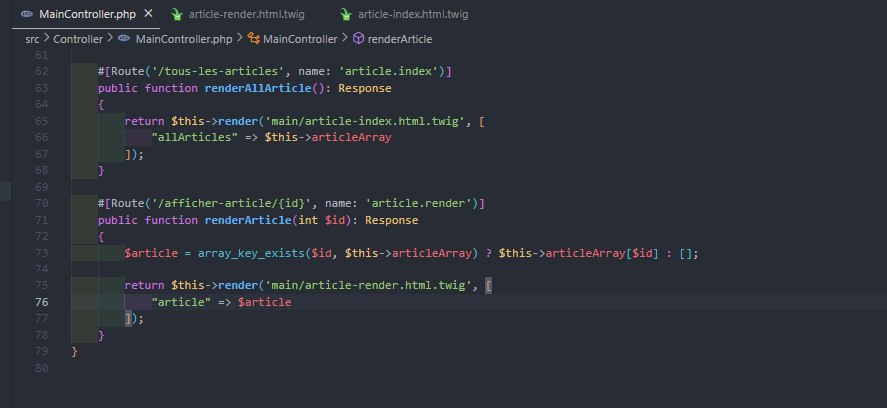 MainController.php × article-render.html.twig article-index.html.twig
src > Controller > MainController.php > MainController > renderArticle
61
62 #[Route('/tous-les-articles', name: 'article.index')]
63 public function renderAllArticle(): Response
64 {
65 return $this->render('main/article-index.html.twig', [
66 "allArticles" => $this->articleArray
67 ]);
68 }
69
70 #[Route('/afficher-article/{id}', name: 'article.render')]
71 public function renderArticle(int $id): Response
72 {
73 $article = array_key_exists($id, $this->articleArray) ? $this->articleArray[$id] : [];
74
75 return $this->render('main/article-render.html.twig', [
76 "article" => $article
77 ]);
78 }
79 }
80